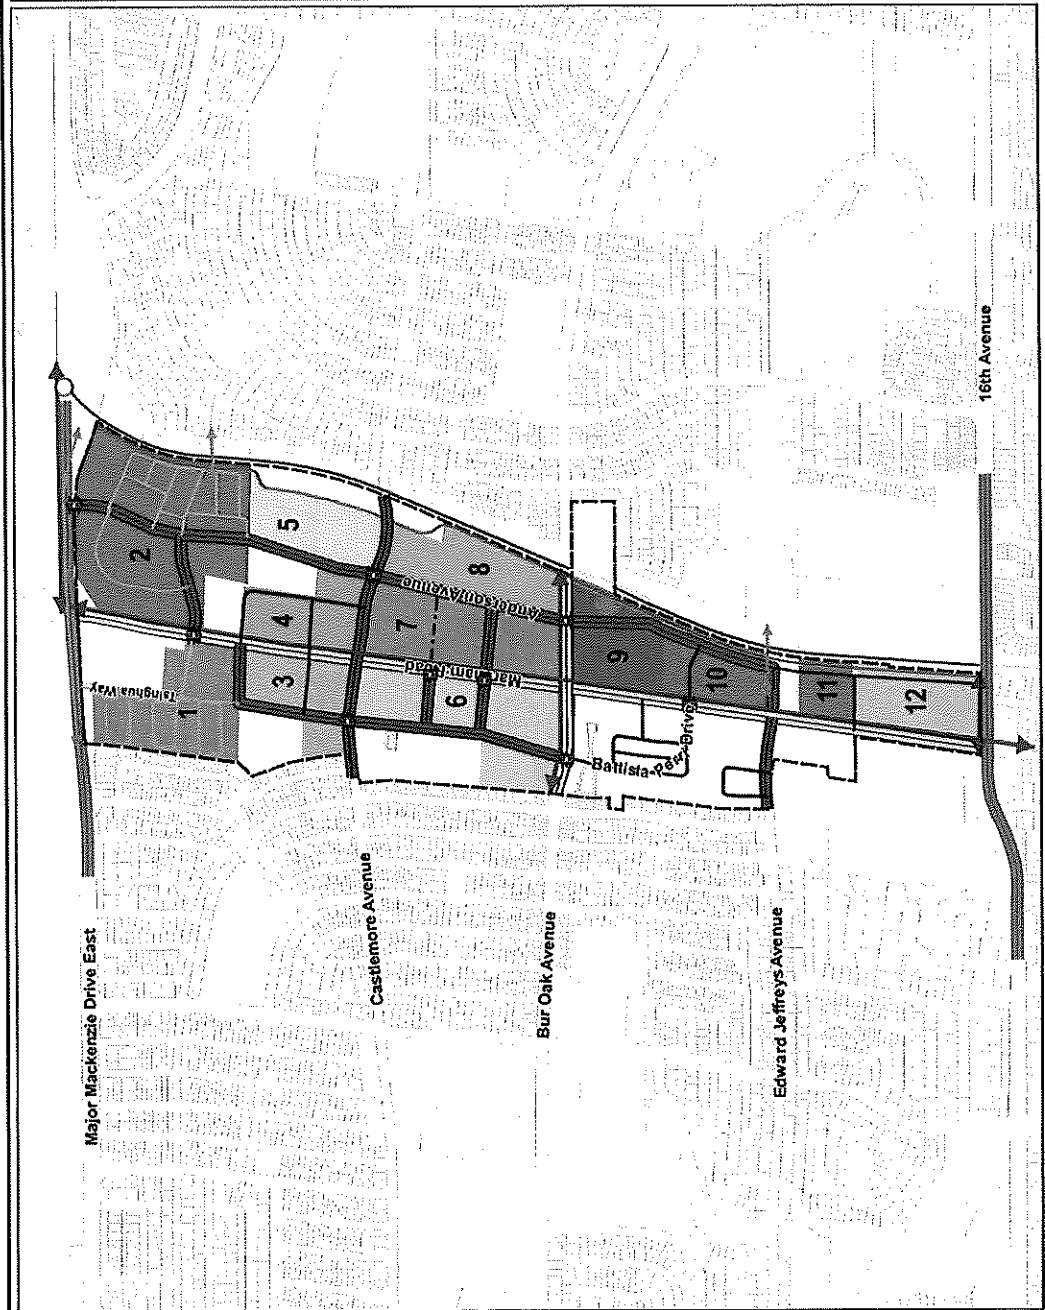 Major Mackenzie Drive East
Castlemore Avenue
Bur Oak Avenue
Edward Jeffreys Avenue
16th Avenue
Tsinghua Way
Markham Road
Anderson Avenue
Battista Perri Drive
1
2
3
4
5
6
7
8
9
10
11
12